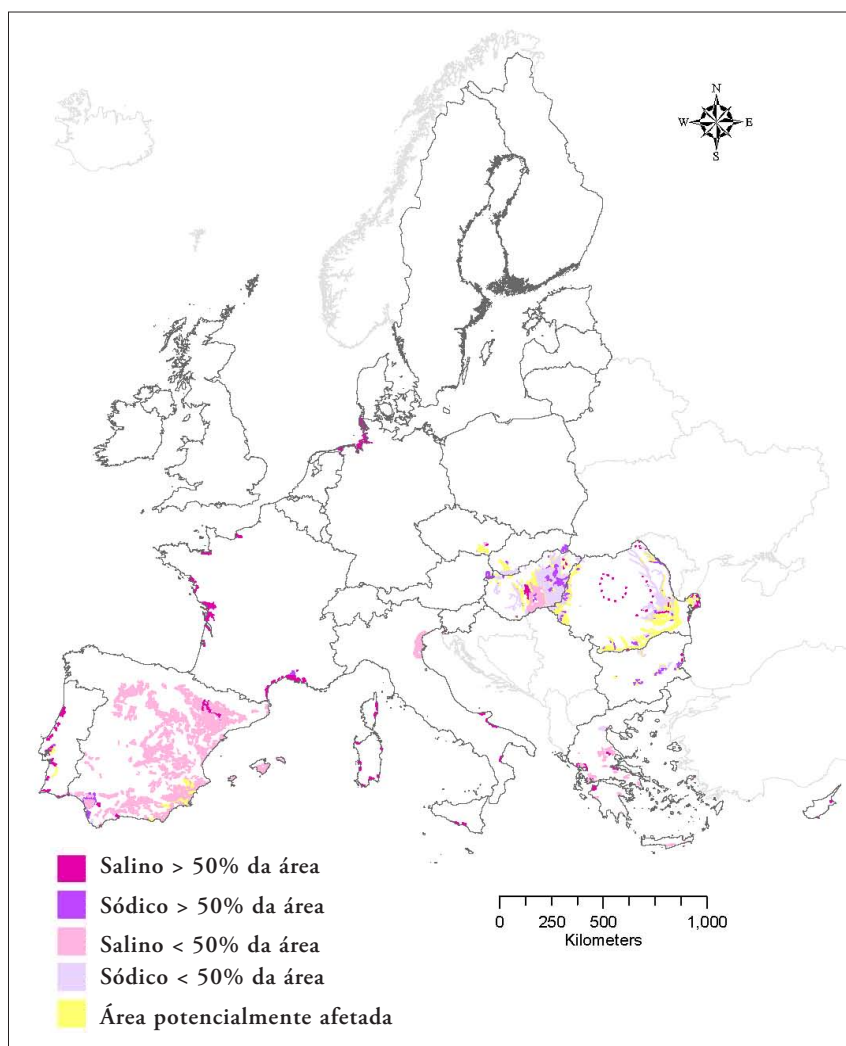 N
W E
S
Salino > 50% da área
Sódico > 50% da área
Salino < 50% da área
Sódico < 50% da área
Área potencialmente afetada
0 250 500 1,000
Kilometers